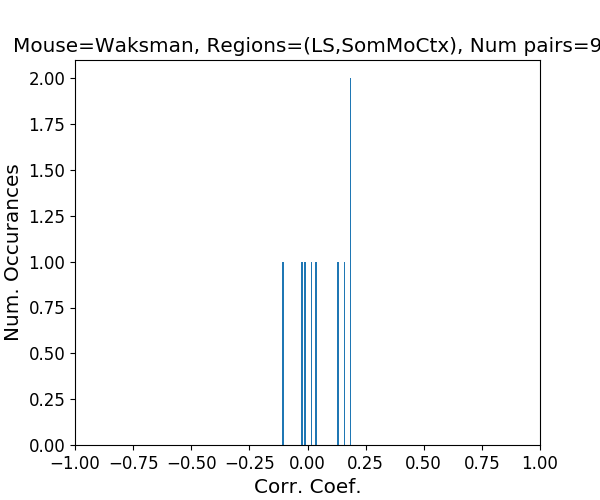 Mouse=Waksman, Regions=(LS,SomMoCtx), Num pairs=9
2.00
1.75
1.50
1.25
1.00
0.75
0.50
0.25
0.00
Num. Occurances
−1.00 −0.75 −0.50 −0.25 0.00 0.25 0.50 0.75 1.00
Corr. Coef.